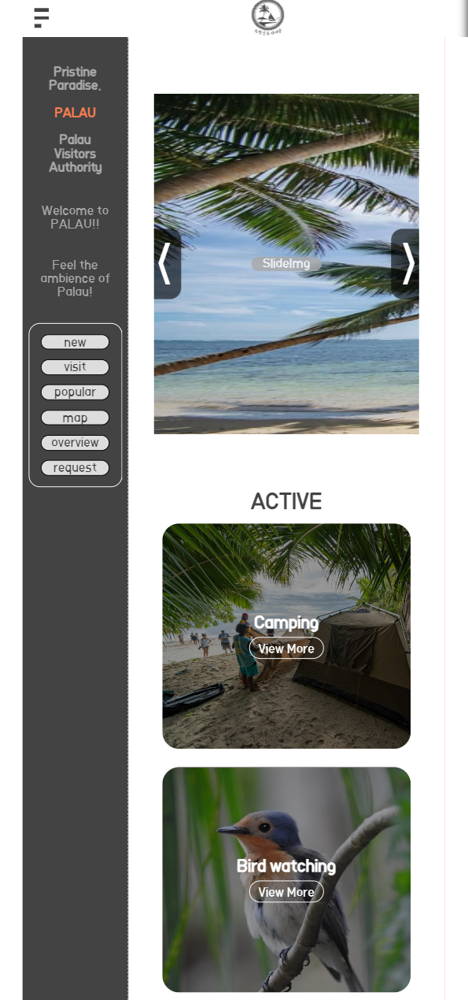 Pristine
Paradise.
PALAU
Palau
Visitors
Authority
Welcome to
PALAU!!
Feel the
ambience of
Palau!
new
visit
popular
map
overview
request
SlideImg
ACTIVE
Camping
View More
Bird watching
View More